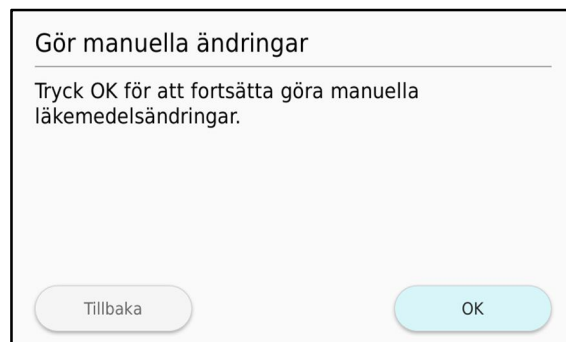 Gör manuella ändringar
Tryck OK för att fortsätta göra manuella
läkemedelsändringar.
Tillbaka
OK